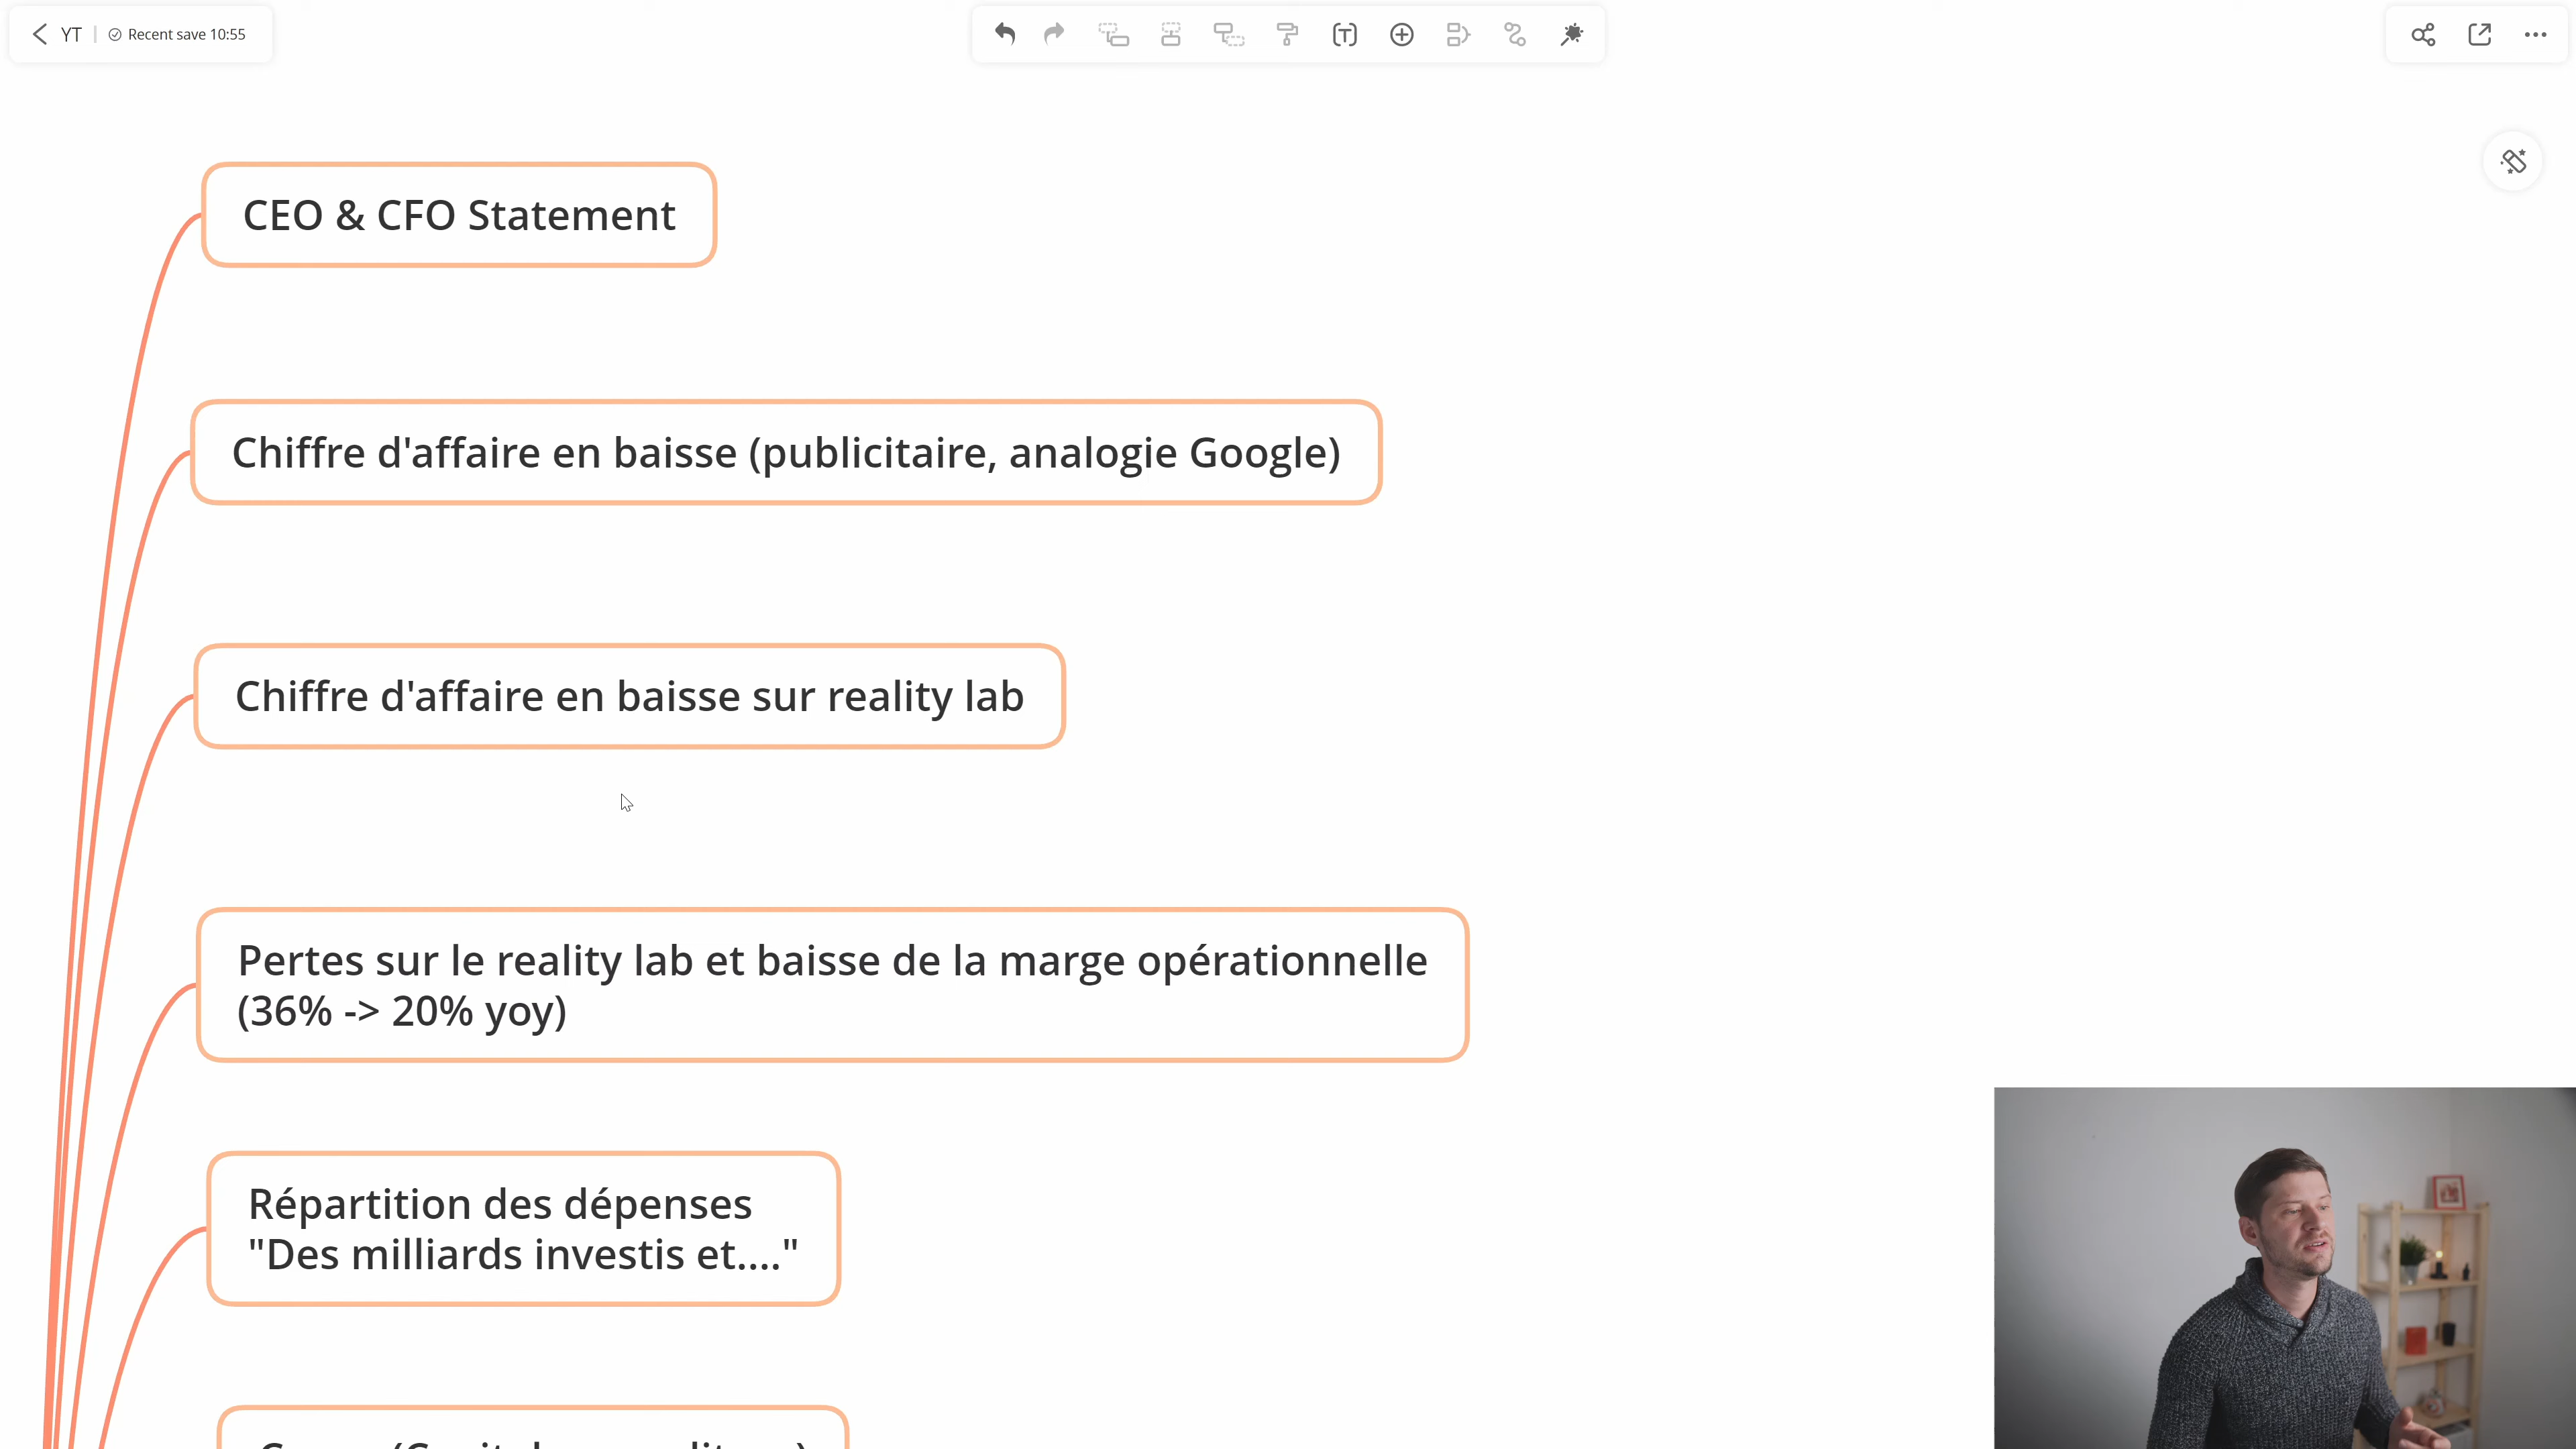 YT
Recent save 10:55
CEO & CFO Statement
Chiffre d'affaire en baisse (publicitaire, analogie Google)
Chiffre d'affaire en baisse sur reality lab
Pertes sur le reality lab et baisse de la marge opérationnelle
(36% -> 20% yoy)
Répartition des dépenses
"Des milliards investis et...."